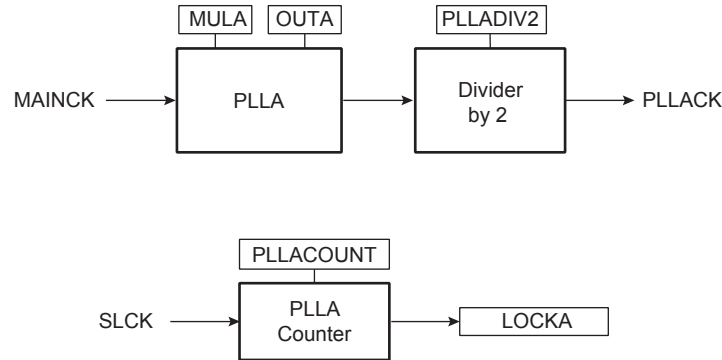 MULA OUTA PLLADIV2
MAINCK PLLA Divider by 2 PLLACK
PLLACOUNT
SLCK PLLA Counter LOCKA